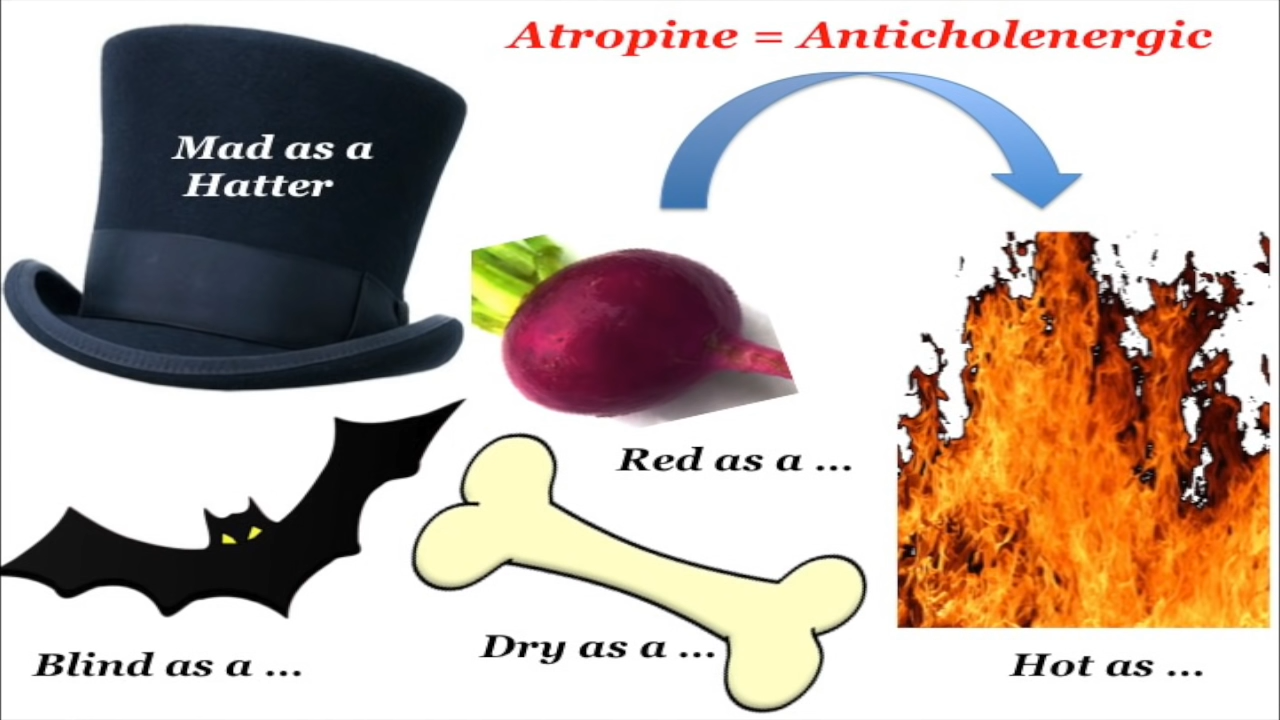 Atropine = Anticholenergic
Mad as a
Hatter
Red as a ...
Dry as a ...
Blind as a ...
Hot as ...